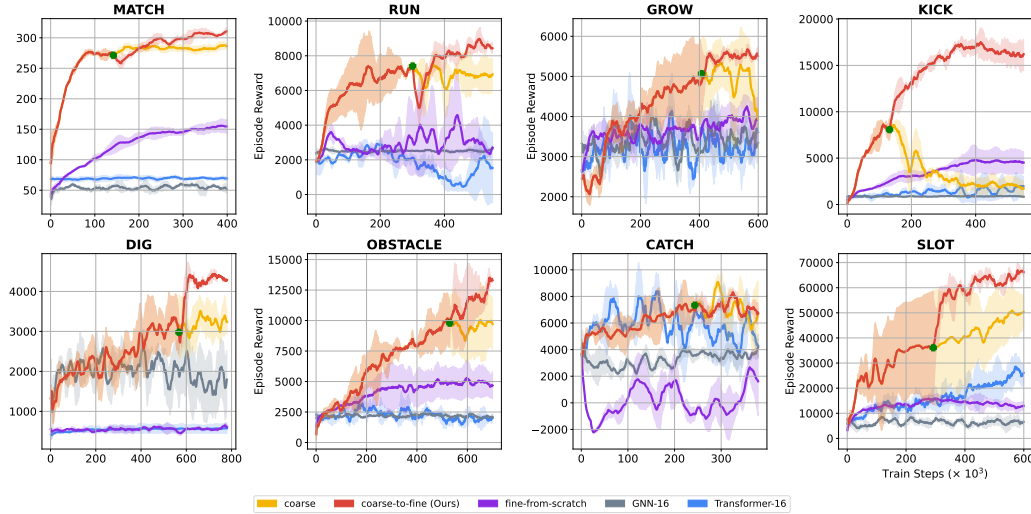 MATCH
300
250
200
150
100
50
0 100 200 300 400
RUN
Episode Reward
10000
8000
6000
4000
2000
0
0 200 400
GROW
Episode Reward
6000
5000
4000
3000
2000
0 200 400 600
KICK
Episode Reward
20000
15000
10000
5000
0
0 200 400
DIG
4000
3000
2000
1000
0 200 400 600 800
OBSTACLE
Episode Reward
15000
12500
10000
7500
5000
2500
0
0 200 400 600
CATCH
Episode Reward
10000
8000
6000
4000
2000
0
−2000
0 100 200 300
SLOT
Episode Reward
70000
60000
50000
40000
30000
20000
10000
0
0 200 400 600
Train Steps (× 10³)
coarse coarse-to-fine (Ours) fine-from-scratch GNN-16 Transformer-16